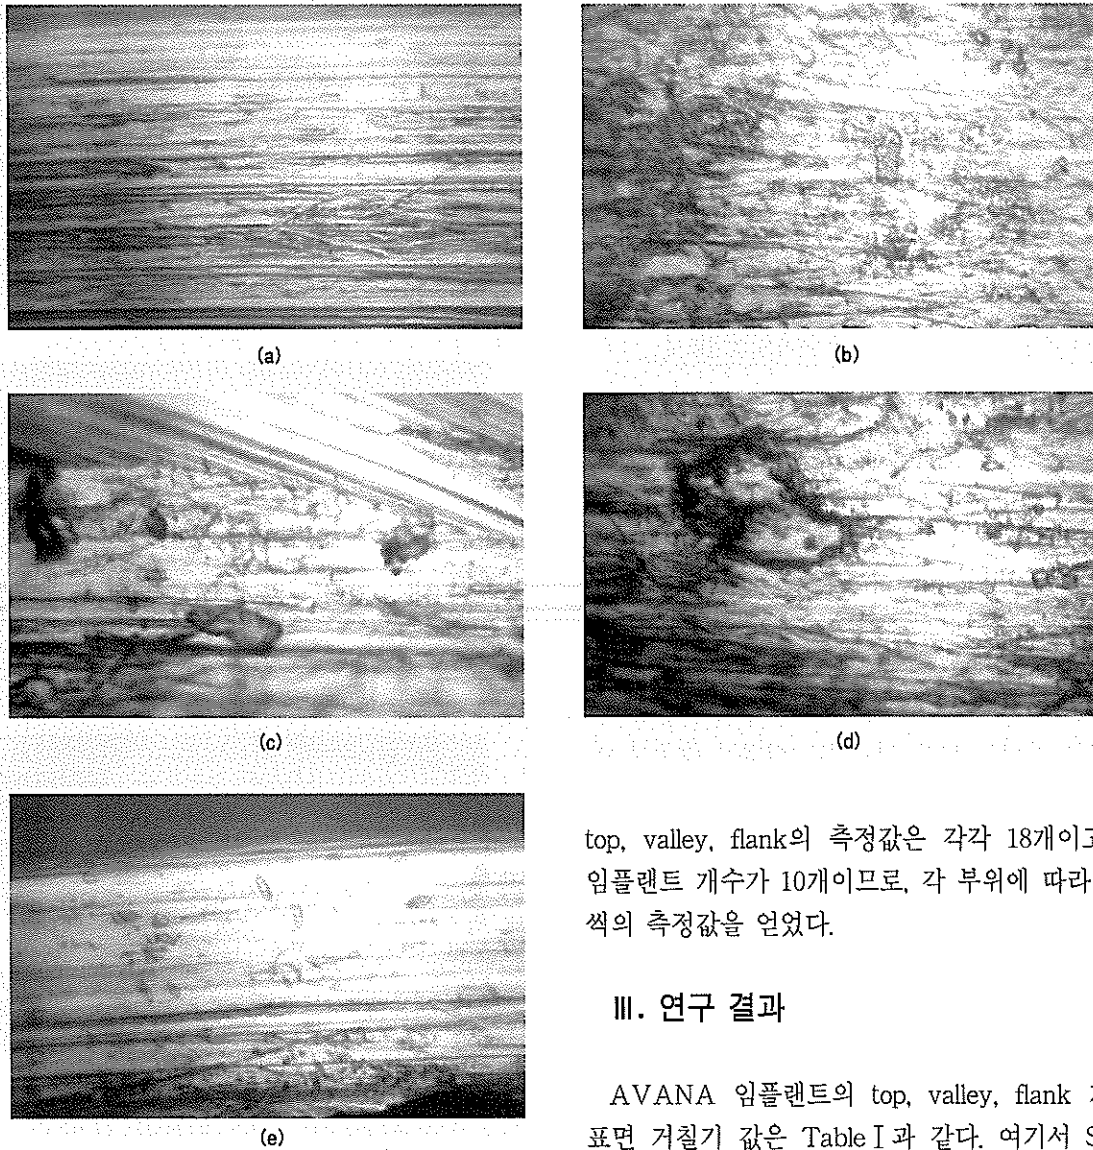 (a)
(b)
(c)
(d)
(e)
top, valley, flank의 측정값은 각각 18개이고
임플랜트 개수가 10개이므로, 각 부위에 따라
씩의 측정값을 얻었다.
Ⅲ. 연구 결과
AVANA 임플랜트의 top, valley, flank
표면 거칠기 값은 Table Ⅰ과 같다. 여기서 S